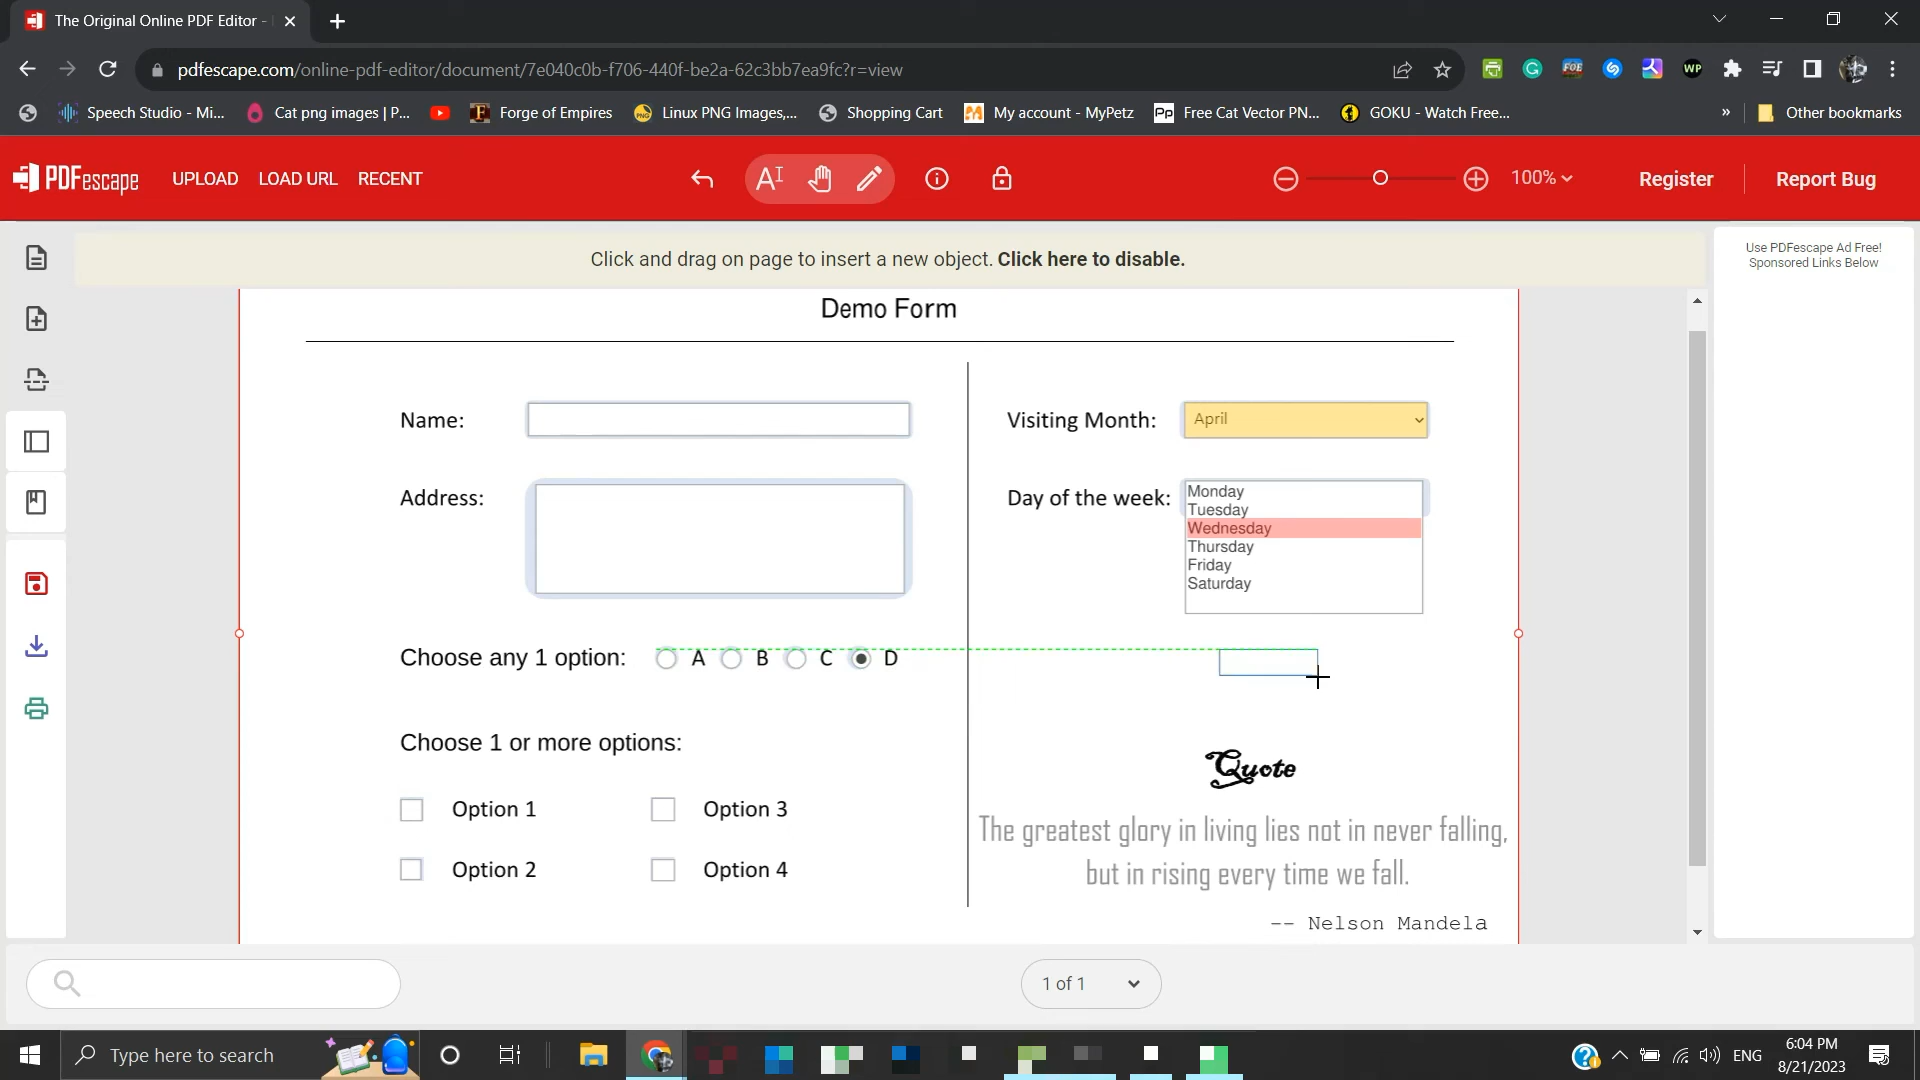 The Original Online PDF Editor -
pdfescape.com/online-pdf-editor/document/7e040c0b-f706-440f-be2a-62c3bb7ea9fc?r=view
Speech Studio - Mi... Cat png images | P... Forge of Empires Linux PNG Images,... Shopping Cart My account - MyPetz Free Cat Vector PN... GOKU - Watch Free... » Other bookmarks
PDFescape UPLOAD LOAD URL RECENT 100% Register Report Bug
Click and drag on page to insert a new object. Click here to disable.
Use PDFescape Ad Free!
Sponsored Links Below
Demo Form
Name:
Visiting Month: April
Address:
Day of the week: Monday
Tuesday
Wednesday
Thursday
Friday
Saturday
Choose any 1 option: A B C D
Choose 1 or more options:
Option 1 Option 3
Option 2 Option 4
Quote
The greatest glory in living lies not in never falling,
but in rising every time we fall.
-- Nelson Mandela
1 of 1
Type here to search
ENG
6:04 PM
8/21/2023